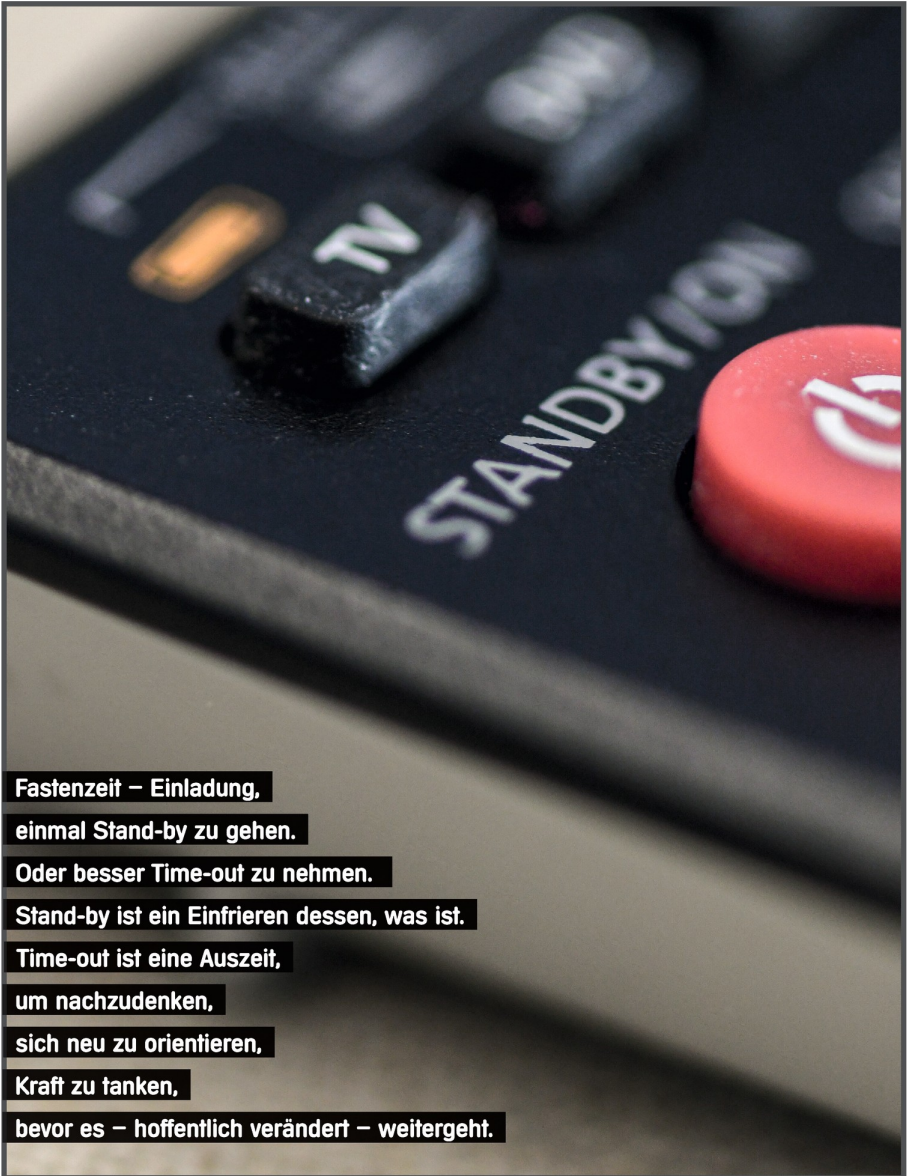 TV
STANDBY/ON
Fastenzeit – Einladung,
einmal Stand-by zu gehen.
Oder besser Time-out zu nehmen.
Stand-by ist ein Einfrieren dessen, was ist.
Time-out ist eine Auszeit,
um nachzudenken,
sich neu zu orientieren,
Kraft zu tanken,
bevor es – hoffentlich verändert – weitergeht.